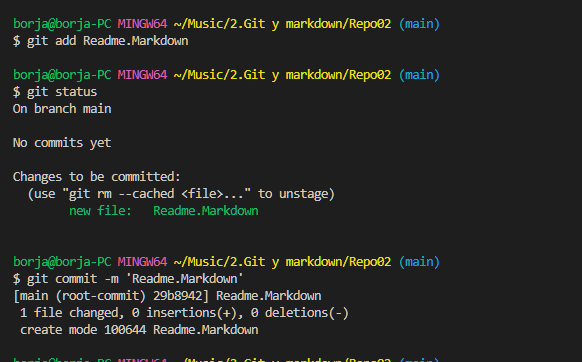 borja@borja-PC MINGW64 ~/Music/2.Git y markdown/Repo02 (main)
$ git add Readme.Markdown
borja@borja-PC MINGW64 ~/Music/2.Git y markdown/Repo02 (main)
$ git status
On branch main
No commits yet
Changes to be committed:
(use "git rm --cached <file>..." to unstage)
new file: Readme.Markdown
borja@borja-PC MINGW64 ~/Music/2.Git y markdown/Repo02 (main)
$ git commit -m 'Readme.Markdown'
[main (root-commit) 29b8942] Readme.Markdown
1 file changed, 0 insertions(+), 0 deletions(-)
create mode 100644 Readme.Markdown